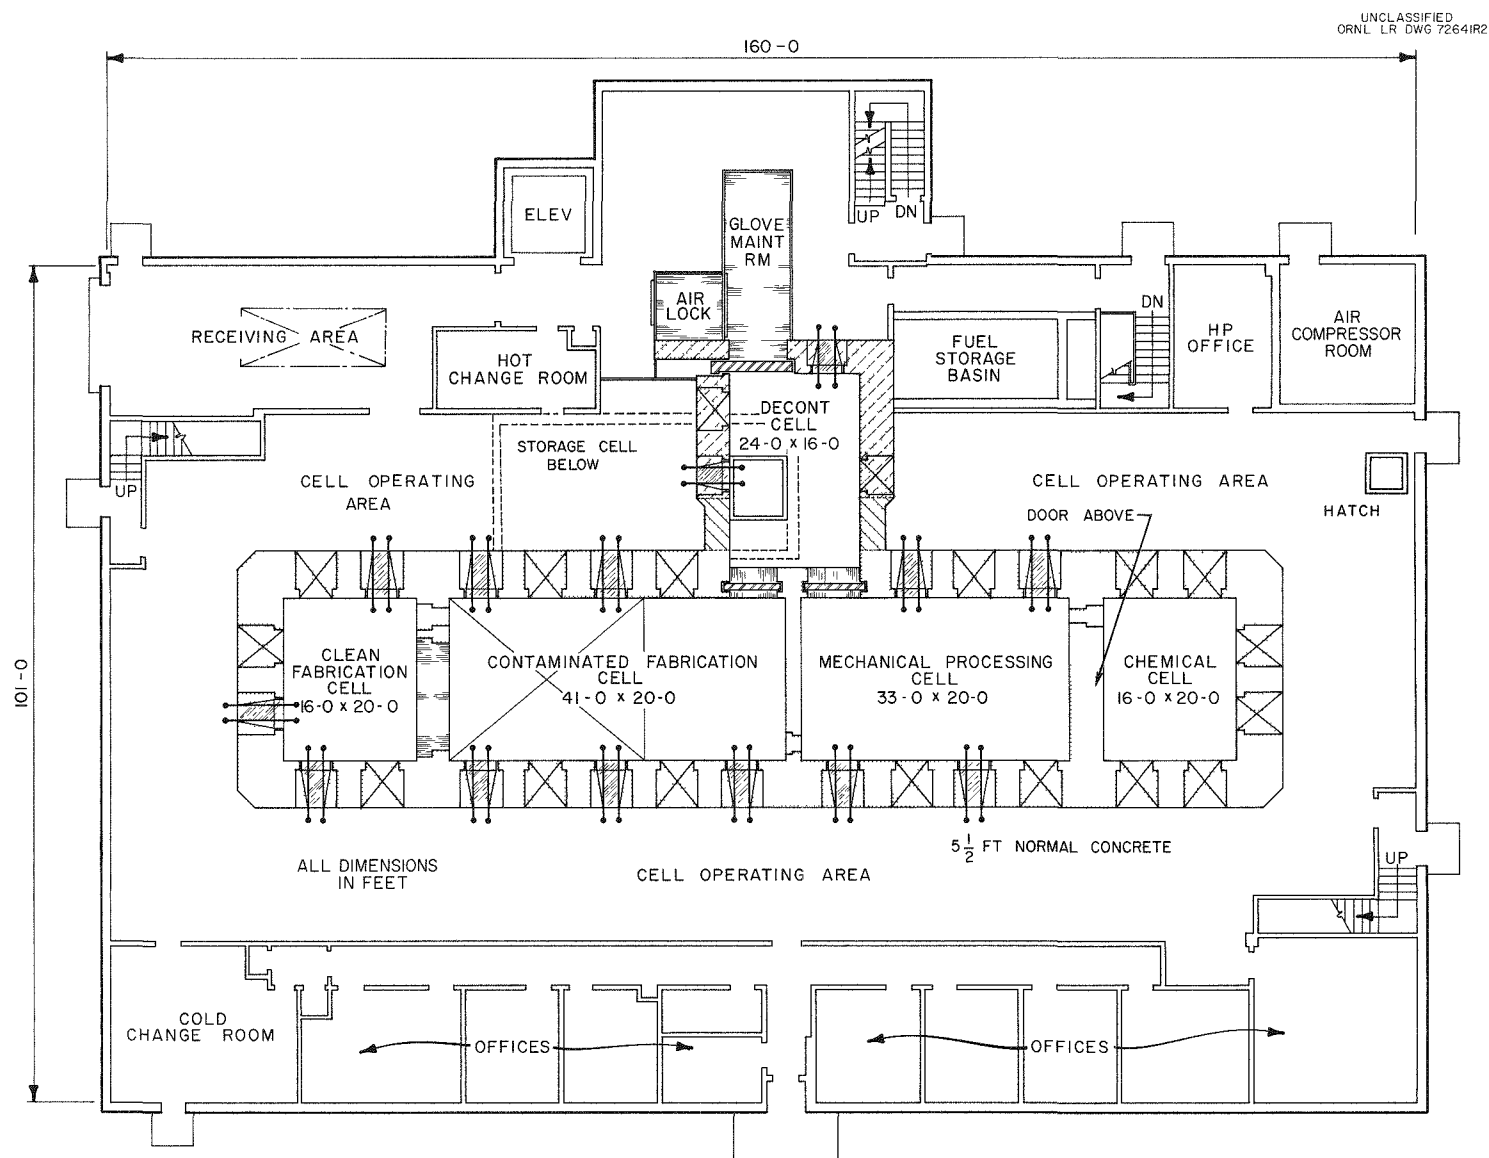 UNCLASSIFIED
ORNL LR DWG 72641R2
160-0
UP
DN
ELEV
GLOVE
MAINT
RM
AIR
LOCK
DN
RECEIVING AREA
HOT
CHANGE ROOM
FUEL
STORAGE
BASIN
HP
OFFICE
AIR
COMPRESSOR
ROOM
DECONT
CELL
24-0 x 16-0
STORAGE CELL
BELOW
UP
CELL OPERATING
AREA
CELL OPERATING AREA
HATCH
DOOR ABOVE
101-0
CLEAN
FABRICATION
CELL
16-0 x 20-0
CONTAMINATED FABRICATION
CELL
41-0 x 20-0
MECHANICAL PROCESSING
CELL
33-0 x 20-0
CHEMICAL
CELL
16-0 x 20-0
5 1/2 FT NORMAL CONCRETE
ALL DIMENSIONS
IN FEET
CELL OPERATING AREA
UP
COLD
CHANGE ROOM
OFFICES
OFFICES